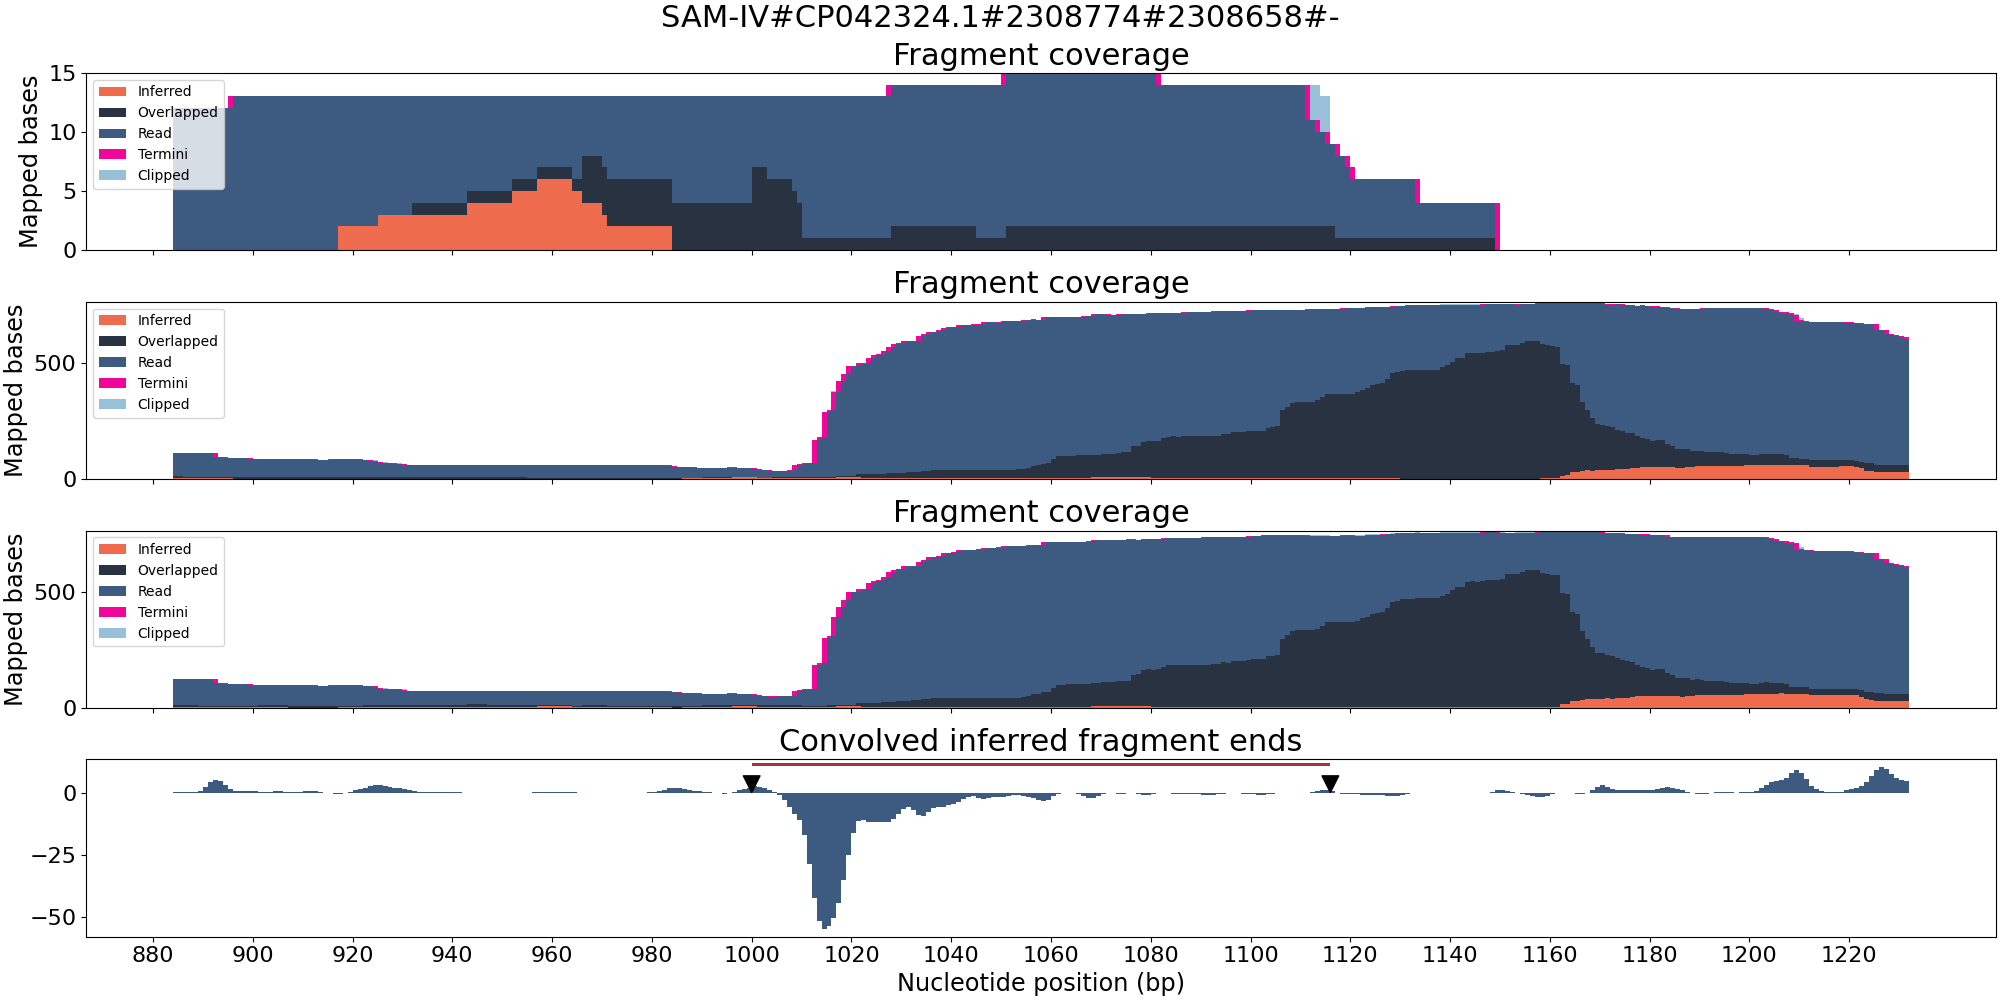 SAM-IV#CP042324.1#2308774#2308658#-
Fragment coverage
Mapped bases
15
10
5
0
Inferred
Overlapped
Read
Termini
Clipped
Fragment coverage
Mapped bases
500
0
Inferred
Overlapped
Read
Termini
Clipped
Fragment coverage
Mapped bases
500
0
Inferred
Overlapped
Read
Termini
Clipped
Convolved inferred fragment ends
0
−25
−50
880 900 920 940 960 980 1000 1020 1040 1060 1080 1100 1120 1140 1160 1180 1200 1220
Nucleotide position (bp)